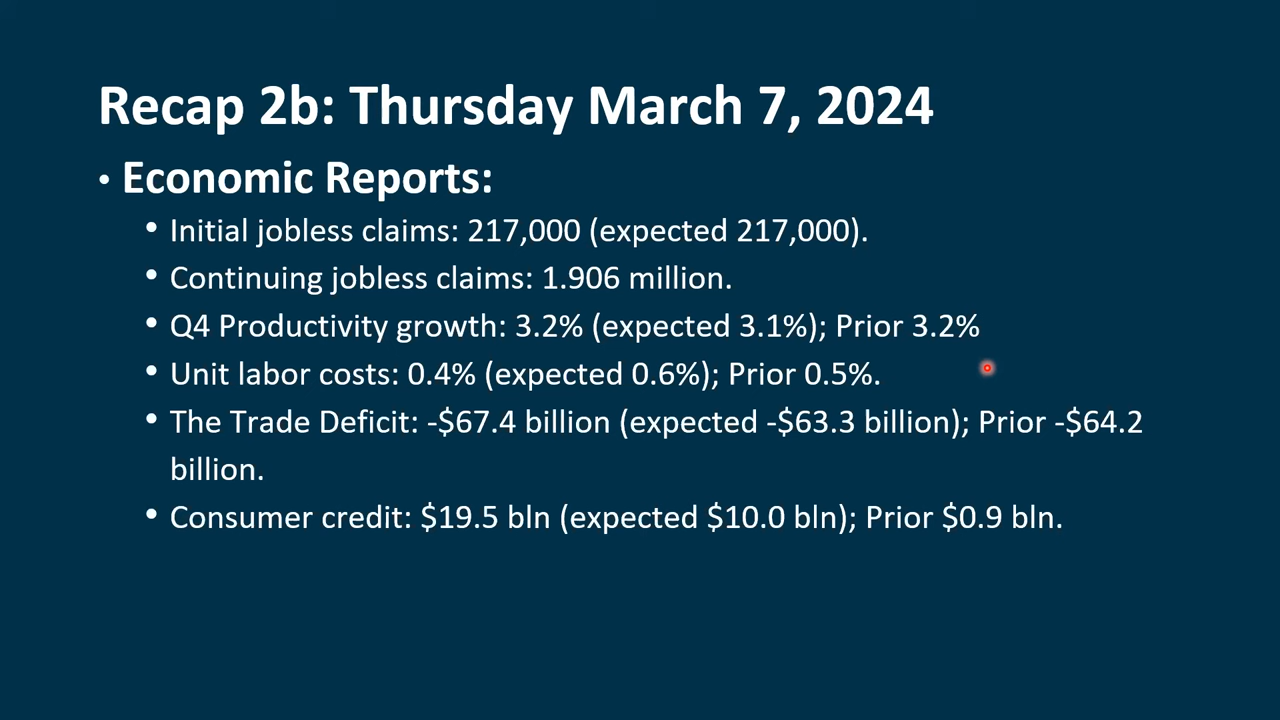 Recap 2b: Thursday March 7, 2024
• Economic Reports:
• Initial jobless claims: 217,000 (expected 217,000).
• Continuing jobless claims: 1.906 million.
• Q4 Productivity growth: 3.2% (expected 3.1%); Prior 3.2%
• Unit labor costs: 0.4% (expected 0.6%); Prior 0.5%.
• The Trade Deficit: -$67.4 billion (expected -$63.3 billion); Prior -$64.2
billion.
• Consumer credit: $19.5 bln (expected $10.0 bln); Prior $0.9 bln.